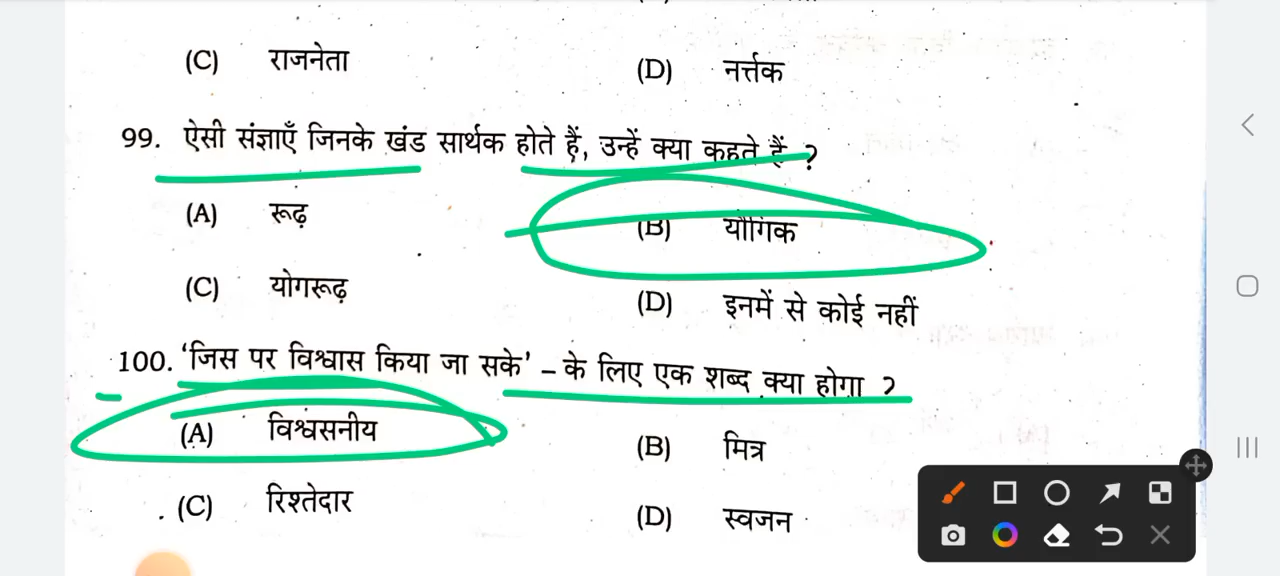 (C) राजनेता (D) नर्त्तक
99. ऐसी संज्ञाएँ जिनके खंड सार्थक होते हैं, उन्हें क्या कहते हैं ?
(A) रूढ़ (B) यौगिक
(C) योगरूढ़ (D) इनमें से कोई नहीं
100. ‘जिस पर विश्वास किया जा सके’ – के लिए एक शब्द क्या होगा ?
(A) विश्वसनीय (B) मित्र
(C) रिश्तेदार (D) स्वजन